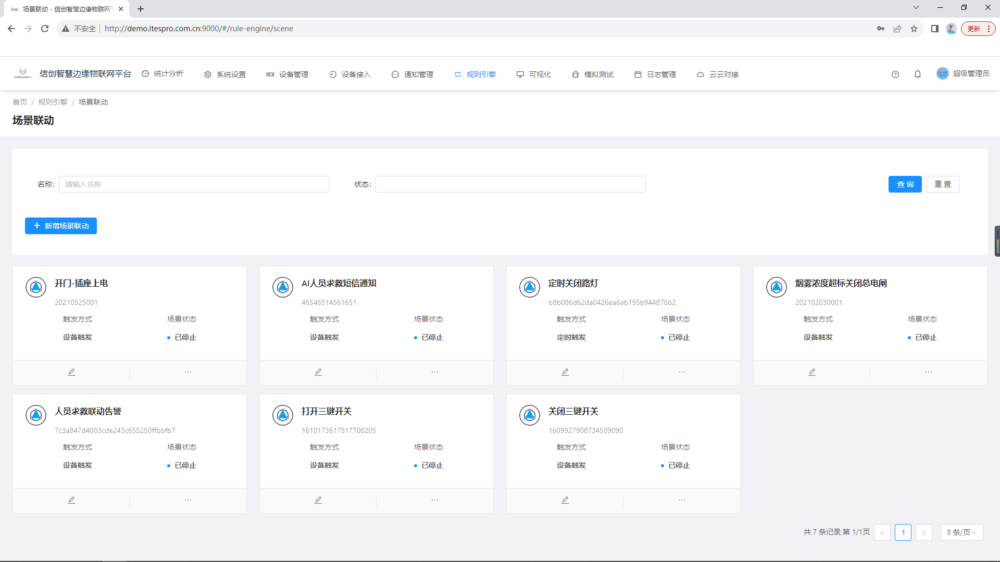 场景联动 - 信创智慧边缘物联网平
不安全 http://demo.itespro.com.cn:9000/#/rule-engine/scene 更新
信创智慧边缘物联网平台 统计分析 系统设置 设备管理 设备接入 通知管理 规则引擎 可视化 模拟测试 日志管理 云云对接 超级管理员
首页 / 规则引擎 / 场景联动
场景联动
名称: 请输入名称 状态: 查 询 重 置
+ 新增场景联动
开门-插座上电
20210525001
触发方式 场景状态
设备触发 已停止
AI人员求救短信通知
46546514561651
触发方式 场景状态
设备触发 已停止
定时关闭路灯
b8b086d62da0426ea6ab195b944876b2
触发方式 场景状态
定时触发 已停止
烟雾浓度超标关闭总电闸
202102030001
触发方式 场景状态
设备触发 已停止
人员求救联动告警
7c3a847d4003cde243c655250ffbbfb7
触发方式 场景状态
设备触发 已停止
打开三键开关
1610173617817708205
触发方式 场景状态
设备触发 已停止
关闭三键开关
1609927908734509090
触发方式 场景状态
设备触发 已停止
共 7 条记录 第 1/1页 < 1 > 8 条/页